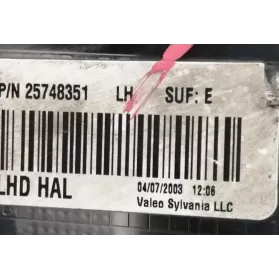 P/N 25748351 LH SUF: E
LHD HAL 04/07/2003 12:06
Valeo Sylvania LLC